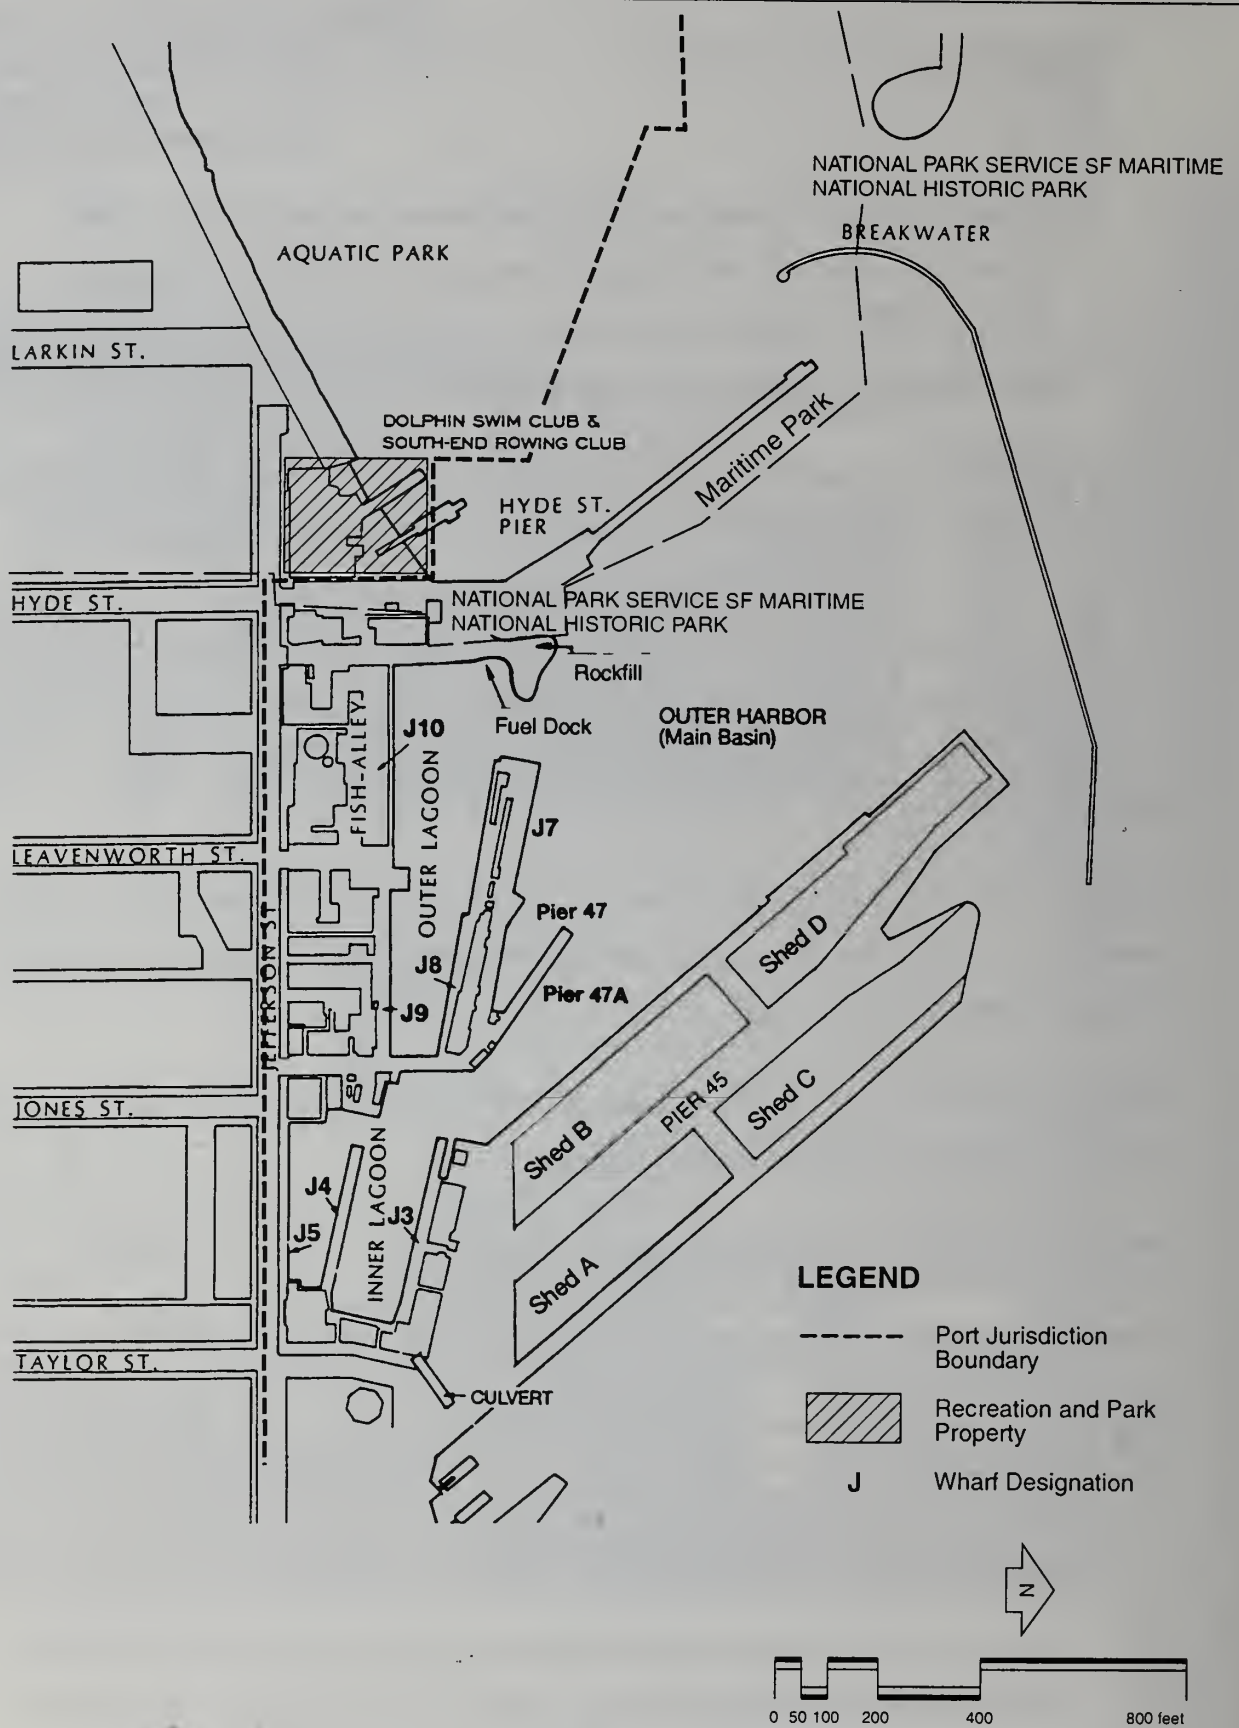 NATIONAL PARK SERVICE SF MARITIME
NATIONAL HISTORIC PARK
BREAKWATER
AQUATIC PARK
LARKIN ST.
Maritime Park
DOLPHIN SWIM CLUB &
SOUTH-END ROWING CLUB
HYDE ST.
PIER
HYDE ST.
NATIONAL PARK SERVICE SF MARITIME
NATIONAL HISTORIC PARK
Rockfill
Fuel Dock
OUTER HARBOR
(Main Basin)
FISH-ALLEY
J10
OUTER LAGOON
J7
LEAVENWORTH ST.
JEFFERSON ST
Pier 47
Shed D
J8
Pier 47A
J9
PIER 45
Shed C
JONES ST.
Shed B
INNER LAGOON
J4
J3
J5
Shed A
TAYLOR ST.
CULVERT
LEGEND
Port Jurisdiction
Boundary
Recreation and Park
Property
J Wharf Designation
N
0 50 100 200 400 800 feet